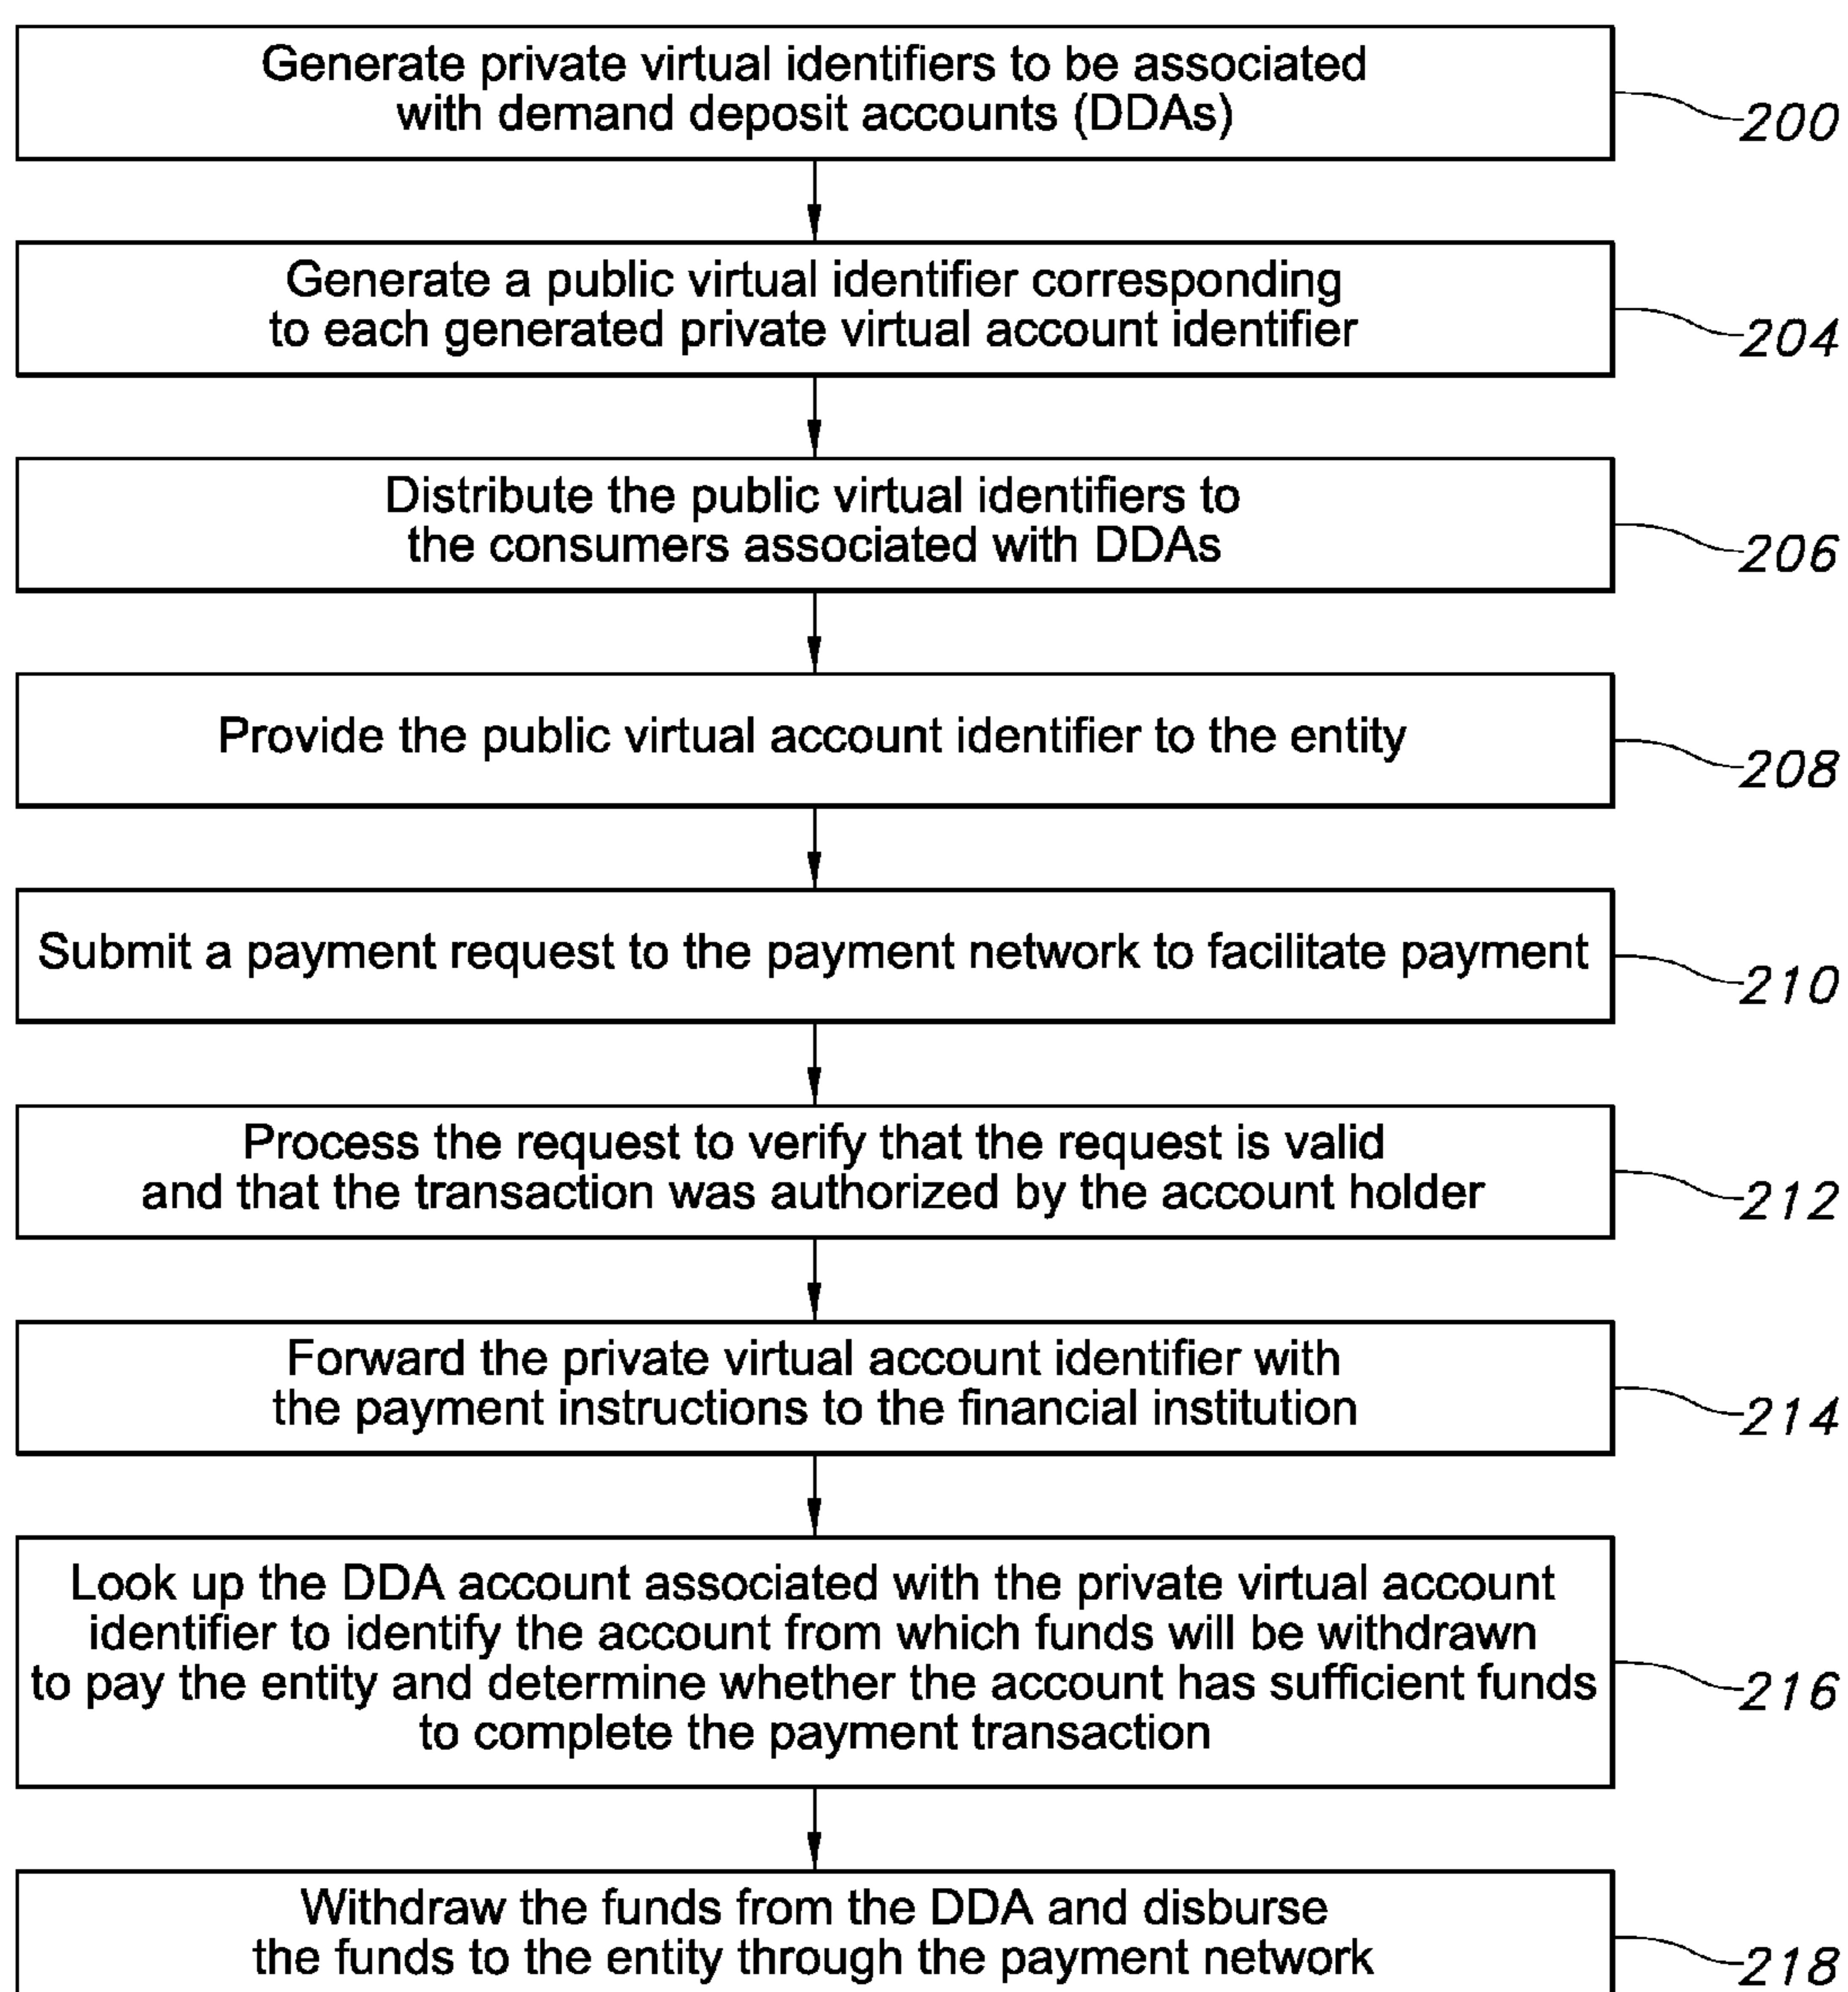 Generate private virtual identifiers to be associated
with demand deposit accounts (DDAs)
200
Generate a public virtual identifier corresponding
to each generated private virtual account identifier
204
Distribute the public virtual identifiers to
the consumers associated with DDAs
206
Provide the public virtual account identifier to the entity
208
Submit a payment request to the payment network to facilitate payment
210
Process the request to verify that the request is valid
and that the transaction was authorized by the account holder
212
Forward the private virtual account identifier with
the payment instructions to the financial institution
214
Look up the DDA account associated with the private virtual account
identifier to identify the account from which funds will be withdrawn
to pay the entity and determine whether the account has sufficient funds
to complete the payment transaction
216
Withdraw the funds from the DDA and disburse
the funds to the entity through the payment network
218